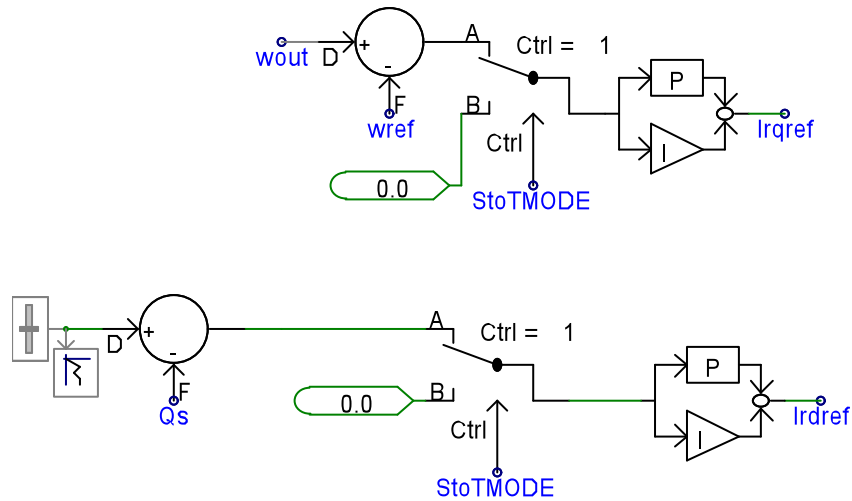 A
Ctrl = 1
wout
D
+
-
F
wref
B
Ctrl
P
I
Irqref
0.0
StoTMODE
A
Ctrl = 1
D
+
-
F
Qs
B
0.0
Ctrl
P
I
Irdref
StoTMODE